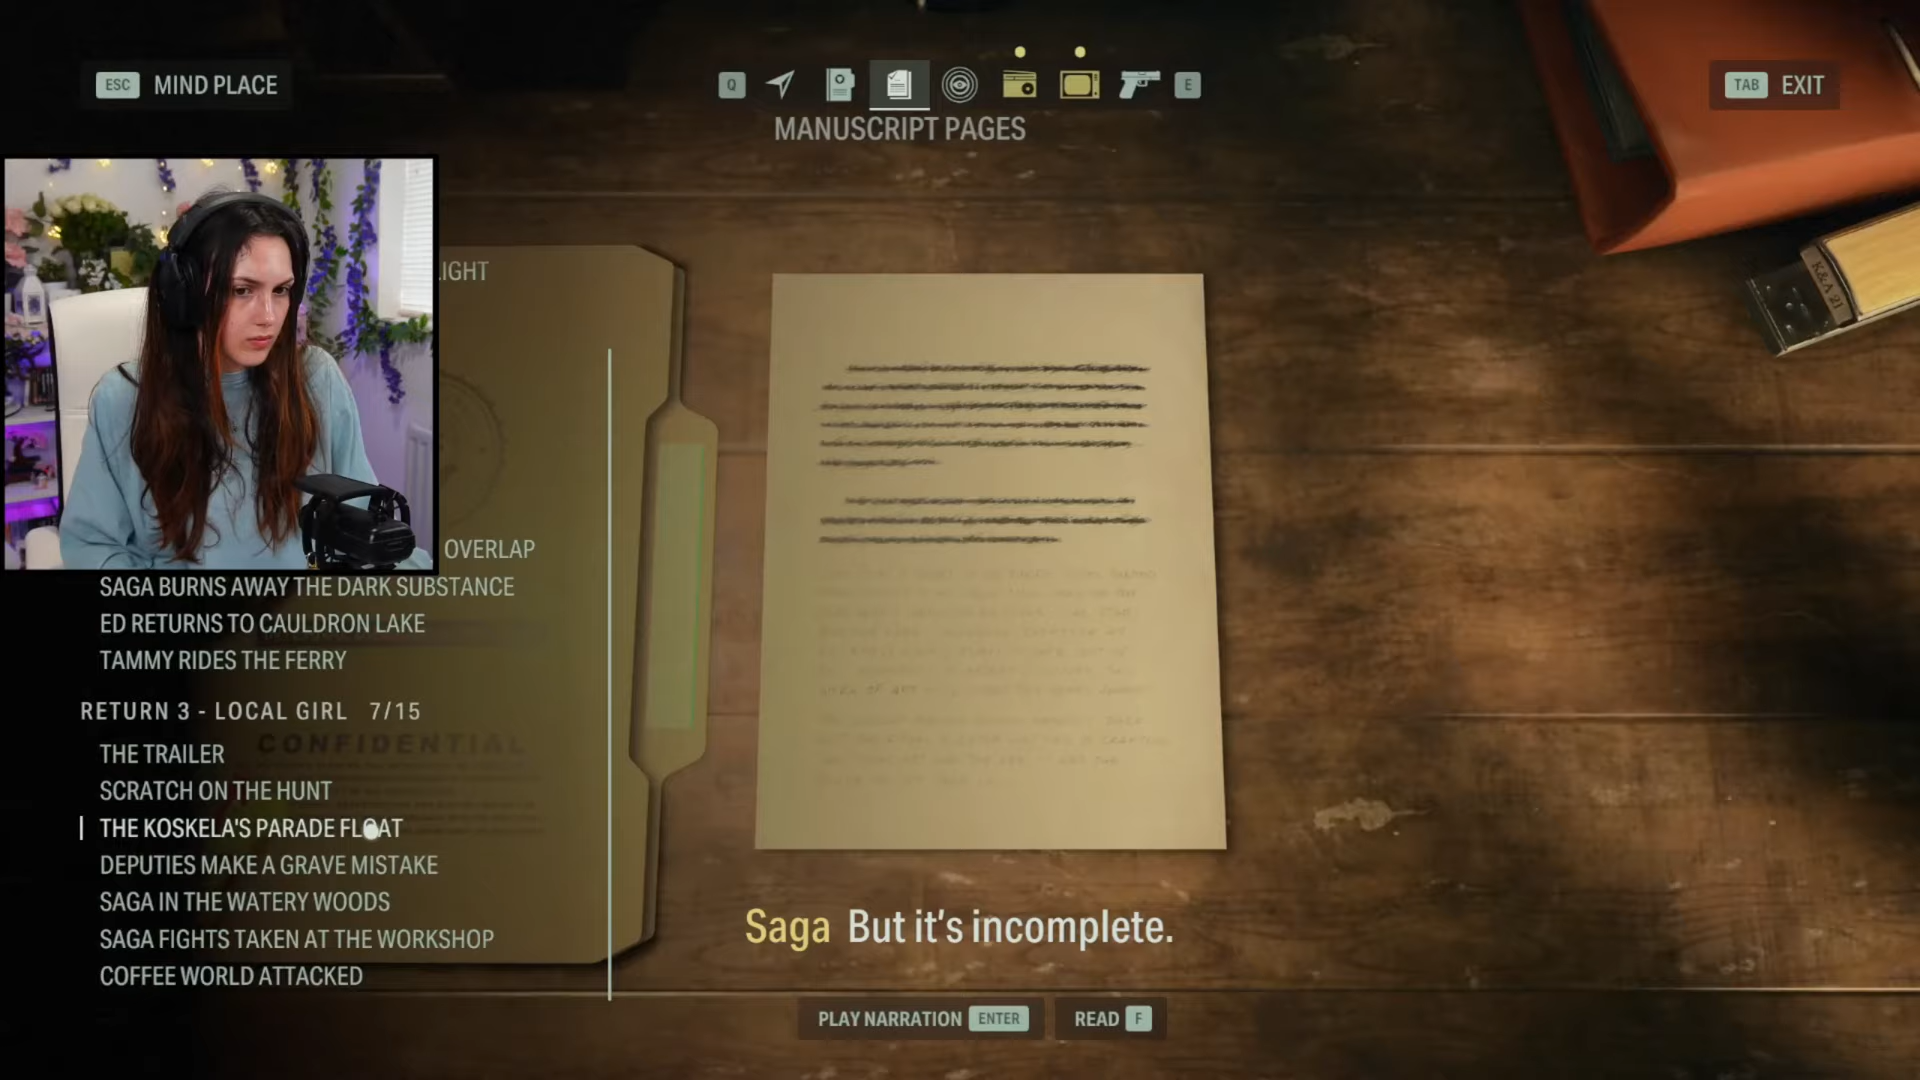 ESC MIND PLACE
Q
E
MANUSCRIPT PAGES
TAB EXIT
K&A 21
OVERLAP
SAGA BURNS AWAY THE DARK SUBSTANCE
ED RETURNS TO CAULDRON LAKE
TAMMY RIDES THE FERRY
RETURN 3 - LOCAL GIRL 7/15
CONFIDENTIAL
THE TRAILER
SCRATCH ON THE HUNT
THE KOSKELA'S PARADE FLOAT
DEPUTIES MAKE A GRAVE MISTAKE
SAGA IN THE WATERY WOODS
SAGA FIGHTS TAKEN AT THE WORKSHOP
COFFEE WORLD ATTACKED
Saga But it's incomplete.
PLAY NARRATION ENTER
READ F